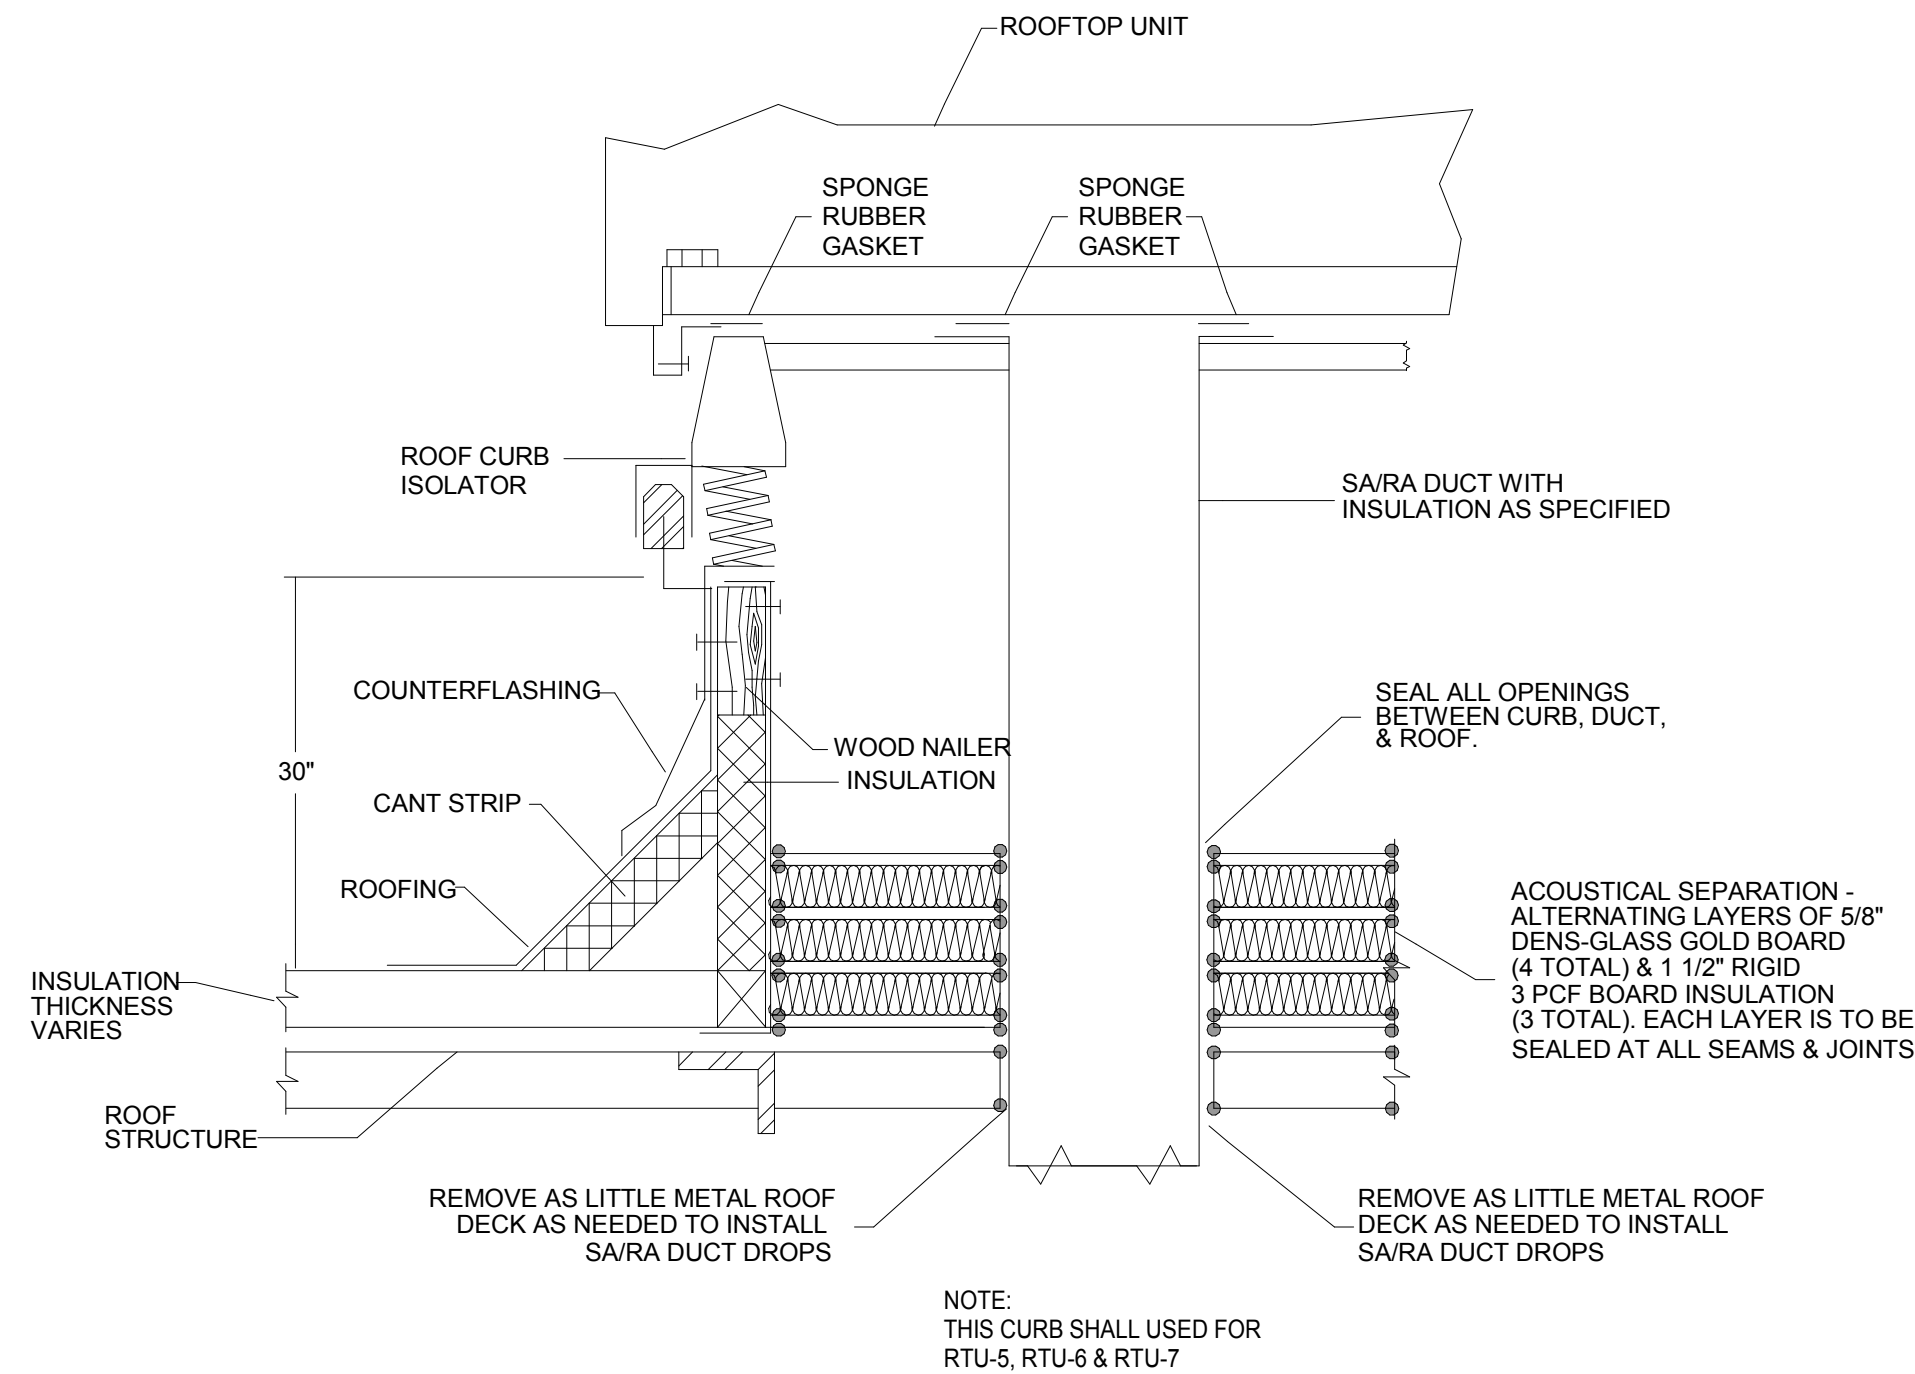 ROOFTOP UNIT
SPONGE
RUBBER
GASKET
SPONGE
RUBBER
GASKET
ROOF CURB
ISOLATOR
SA/RA DUCT WITH
INSULATION AS SPECIFIED
COUNTERFLASHING
SEAL ALL OPENINGS
BETWEEN CURB, DUCT,
& ROOF.
WOOD NAILER
INSULATION
30"
CANT STRIP
ROOFING
ACOUSTICAL SEPARATION -
ALTERNATING LAYERS OF 5/8"
DENS-GLASS GOLD BOARD
(4 TOTAL) & 1 1/2" RIGID
3 PCF BOARD INSULATION
(3 TOTAL). EACH LAYER IS TO BE
SEALED AT ALL SEAMS & JOINTS
INSULATION
THICKNESS
VARIES
ROOF
STRUCTURE
REMOVE AS LITTLE METAL ROOF
DECK AS NEEDED TO INSTALL
SA/RA DUCT DROPS
REMOVE AS LITTLE METAL ROOF
DECK AS NEEDED TO INSTALL
SA/RA DUCT DROPS
NOTE:
THIS CURB SHALL USED FOR
RTU-5, RTU-6 & RTU-7